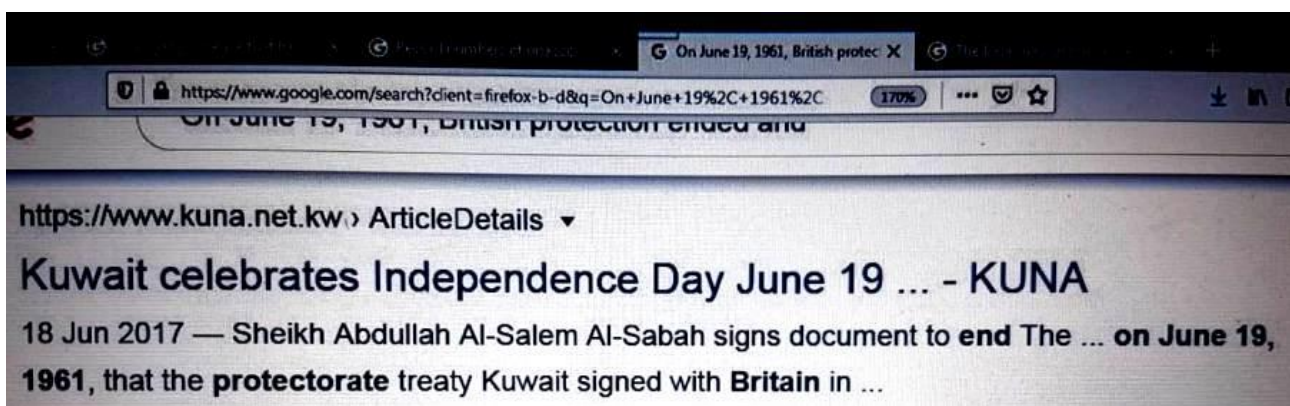 On June 19, 1961, British protec
https://www.google.com/search?client=firefox-b-d&q=On+June+19%2C+1961%2C 170%
On June 19, 1961, British protection ended and
https://www.kuna.net.kw › ArticleDetails
Kuwait celebrates Independence Day June 19 ... - KUNA
18 Jun 2017 — Sheikh Abdullah Al-Salem Al-Sabah signs document to end The ... on June 19,
1961, that the protectorate treaty Kuwait signed with Britain in ...